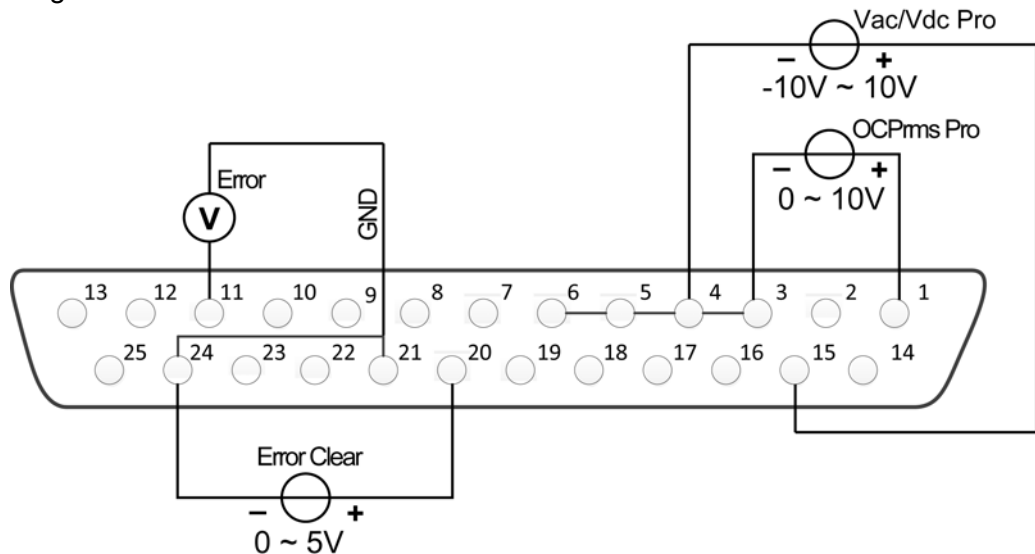 Vac/Vdc Pro
− +
-10V ~ 10V
OCPrms Pro
− +
0 ~ 10V
Error
V
GND
13 12 11 10 9 8 7 6 5 4 3 2 1
25 24 23 22 21 20 19 18 17 16 15 14
Error Clear
− +
0 ~ 5V